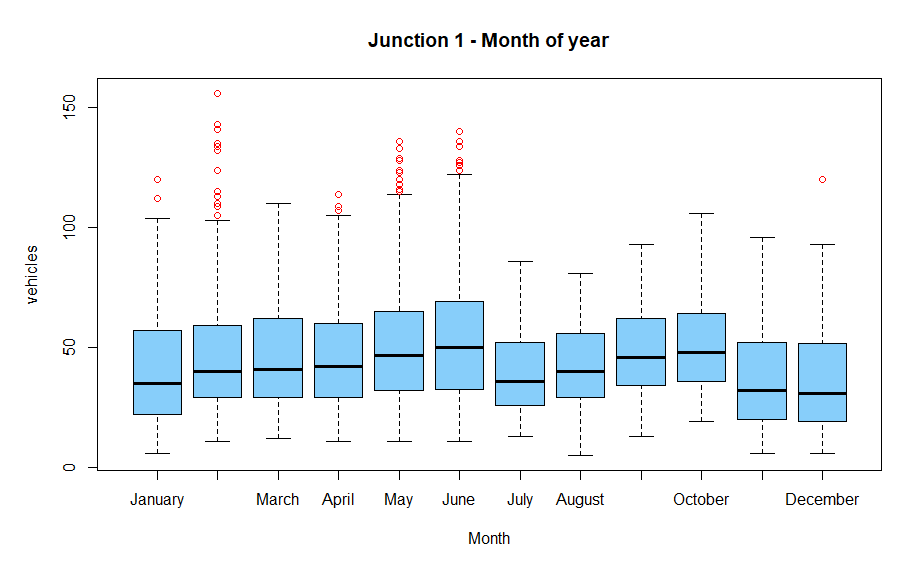 Junction 1 - Month of year
vehicles
150
100
50
0
January March April May June July August October December
Month